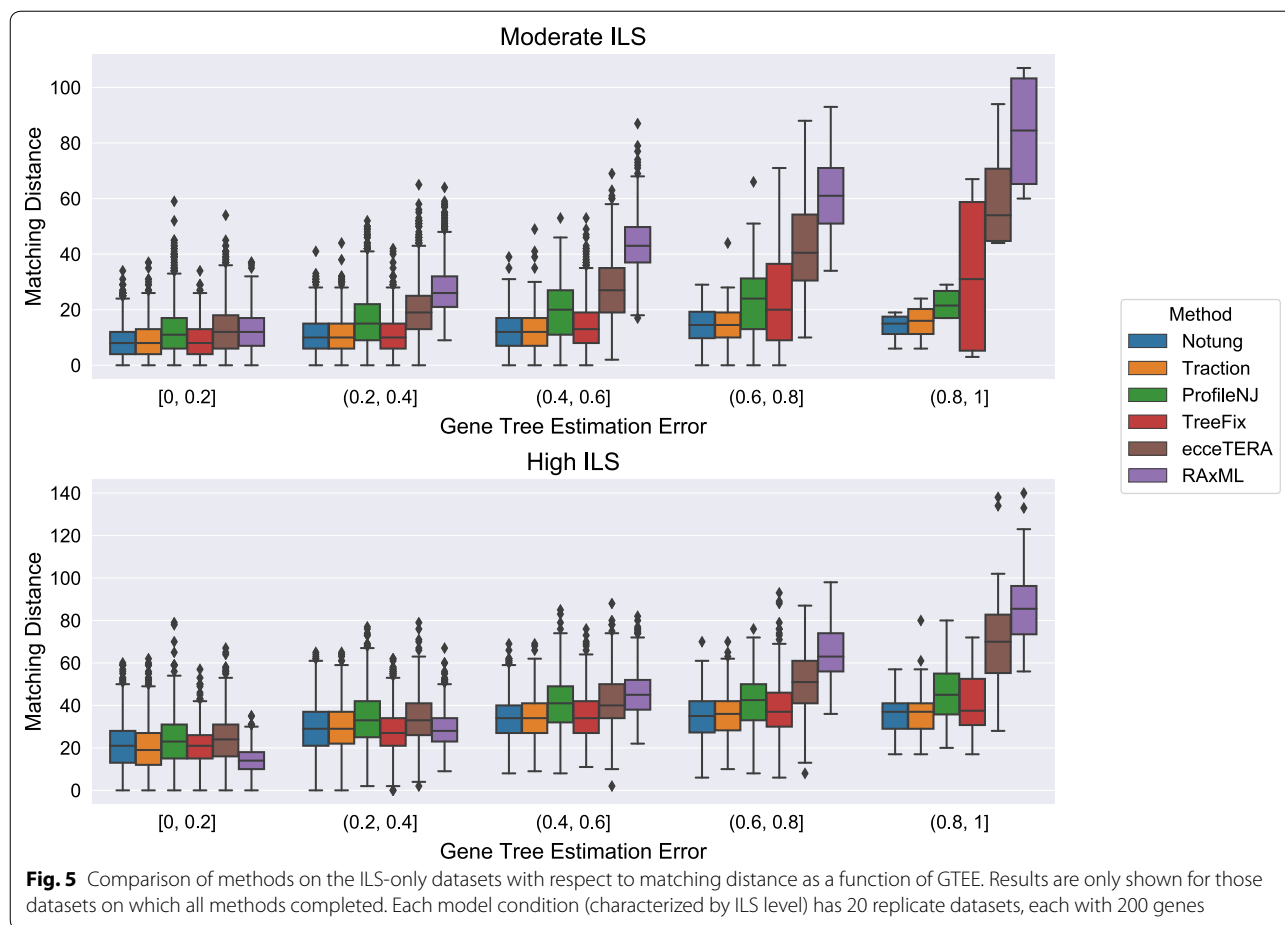 Moderate ILS
100
80
60
40
20
0
Matching Distance
[0, 0.2]
(0.2, 0.4]
(0.4, 0.6]
(0.6, 0.8]
(0.8, 1]
Gene Tree Estimation Error
High ILS
140
120
100
80
60
40
20
0
Matching Distance
[0, 0.2]
(0.2, 0.4]
(0.4, 0.6]
(0.6, 0.8]
(0.8, 1]
Gene Tree Estimation Error
Method
Notung
Traction
ProfileNJ
TreeFix
ecceTERA
RAxML
Fig. 5 Comparison of methods on the ILS-only datasets with respect to matching distance as a function of GTEE. Results are only shown for those
datasets on which all methods completed. Each model condition (characterized by ILS level) has 20 replicate datasets, each with 200 genes